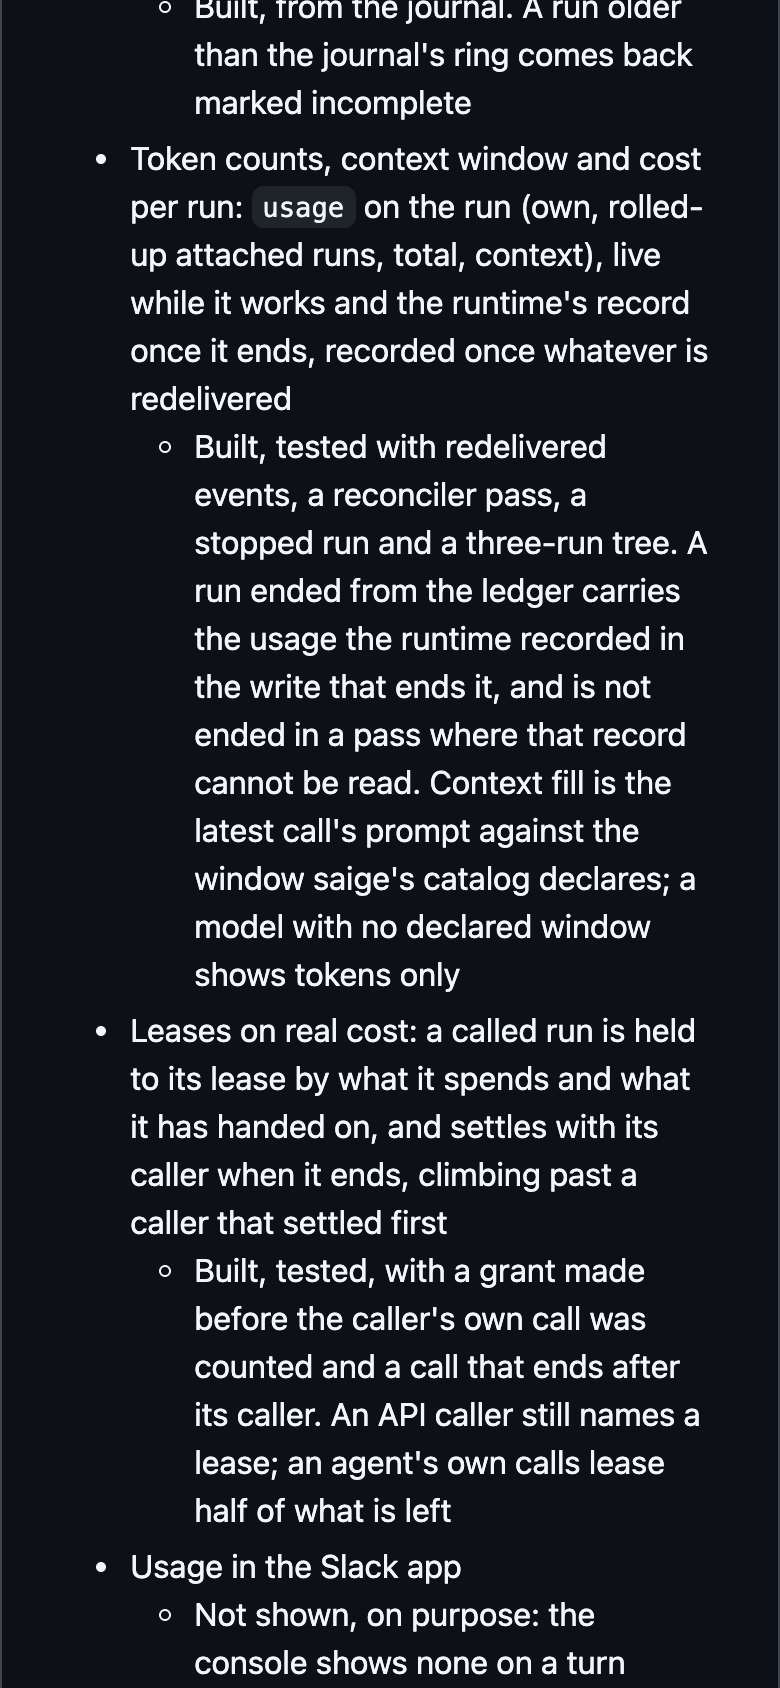 Built, from the journal. A run older
than the journal's ring comes back
marked incomplete
Token counts, context window and cost
per run: usage on the run (own, rolled-
up attached runs, total, context), live
while it works and the runtime's record
once it ends, recorded once whatever is
redelivered
Built, tested with redelivered
events, a reconciler pass, a
stopped run and a three-run tree. A
run ended from the ledger carries
the usage the runtime recorded in
the write that ends it, and is not
ended in a pass where that record
cannot be read. Context fill is the
latest call's prompt against the
window saige's catalog declares; a
model with no declared window
shows tokens only
Leases on real cost: a called run is held
to its lease by what it spends and what
it has handed on, and settles with its
caller when it ends, climbing past a
caller that settled first
Built, tested, with a grant made
before the caller's own call was
counted and a call that ends after
its caller. An API caller still names a
lease; an agent's own calls lease
half of what is left
Usage in the Slack app
Not shown, on purpose: the
console shows none on a turn